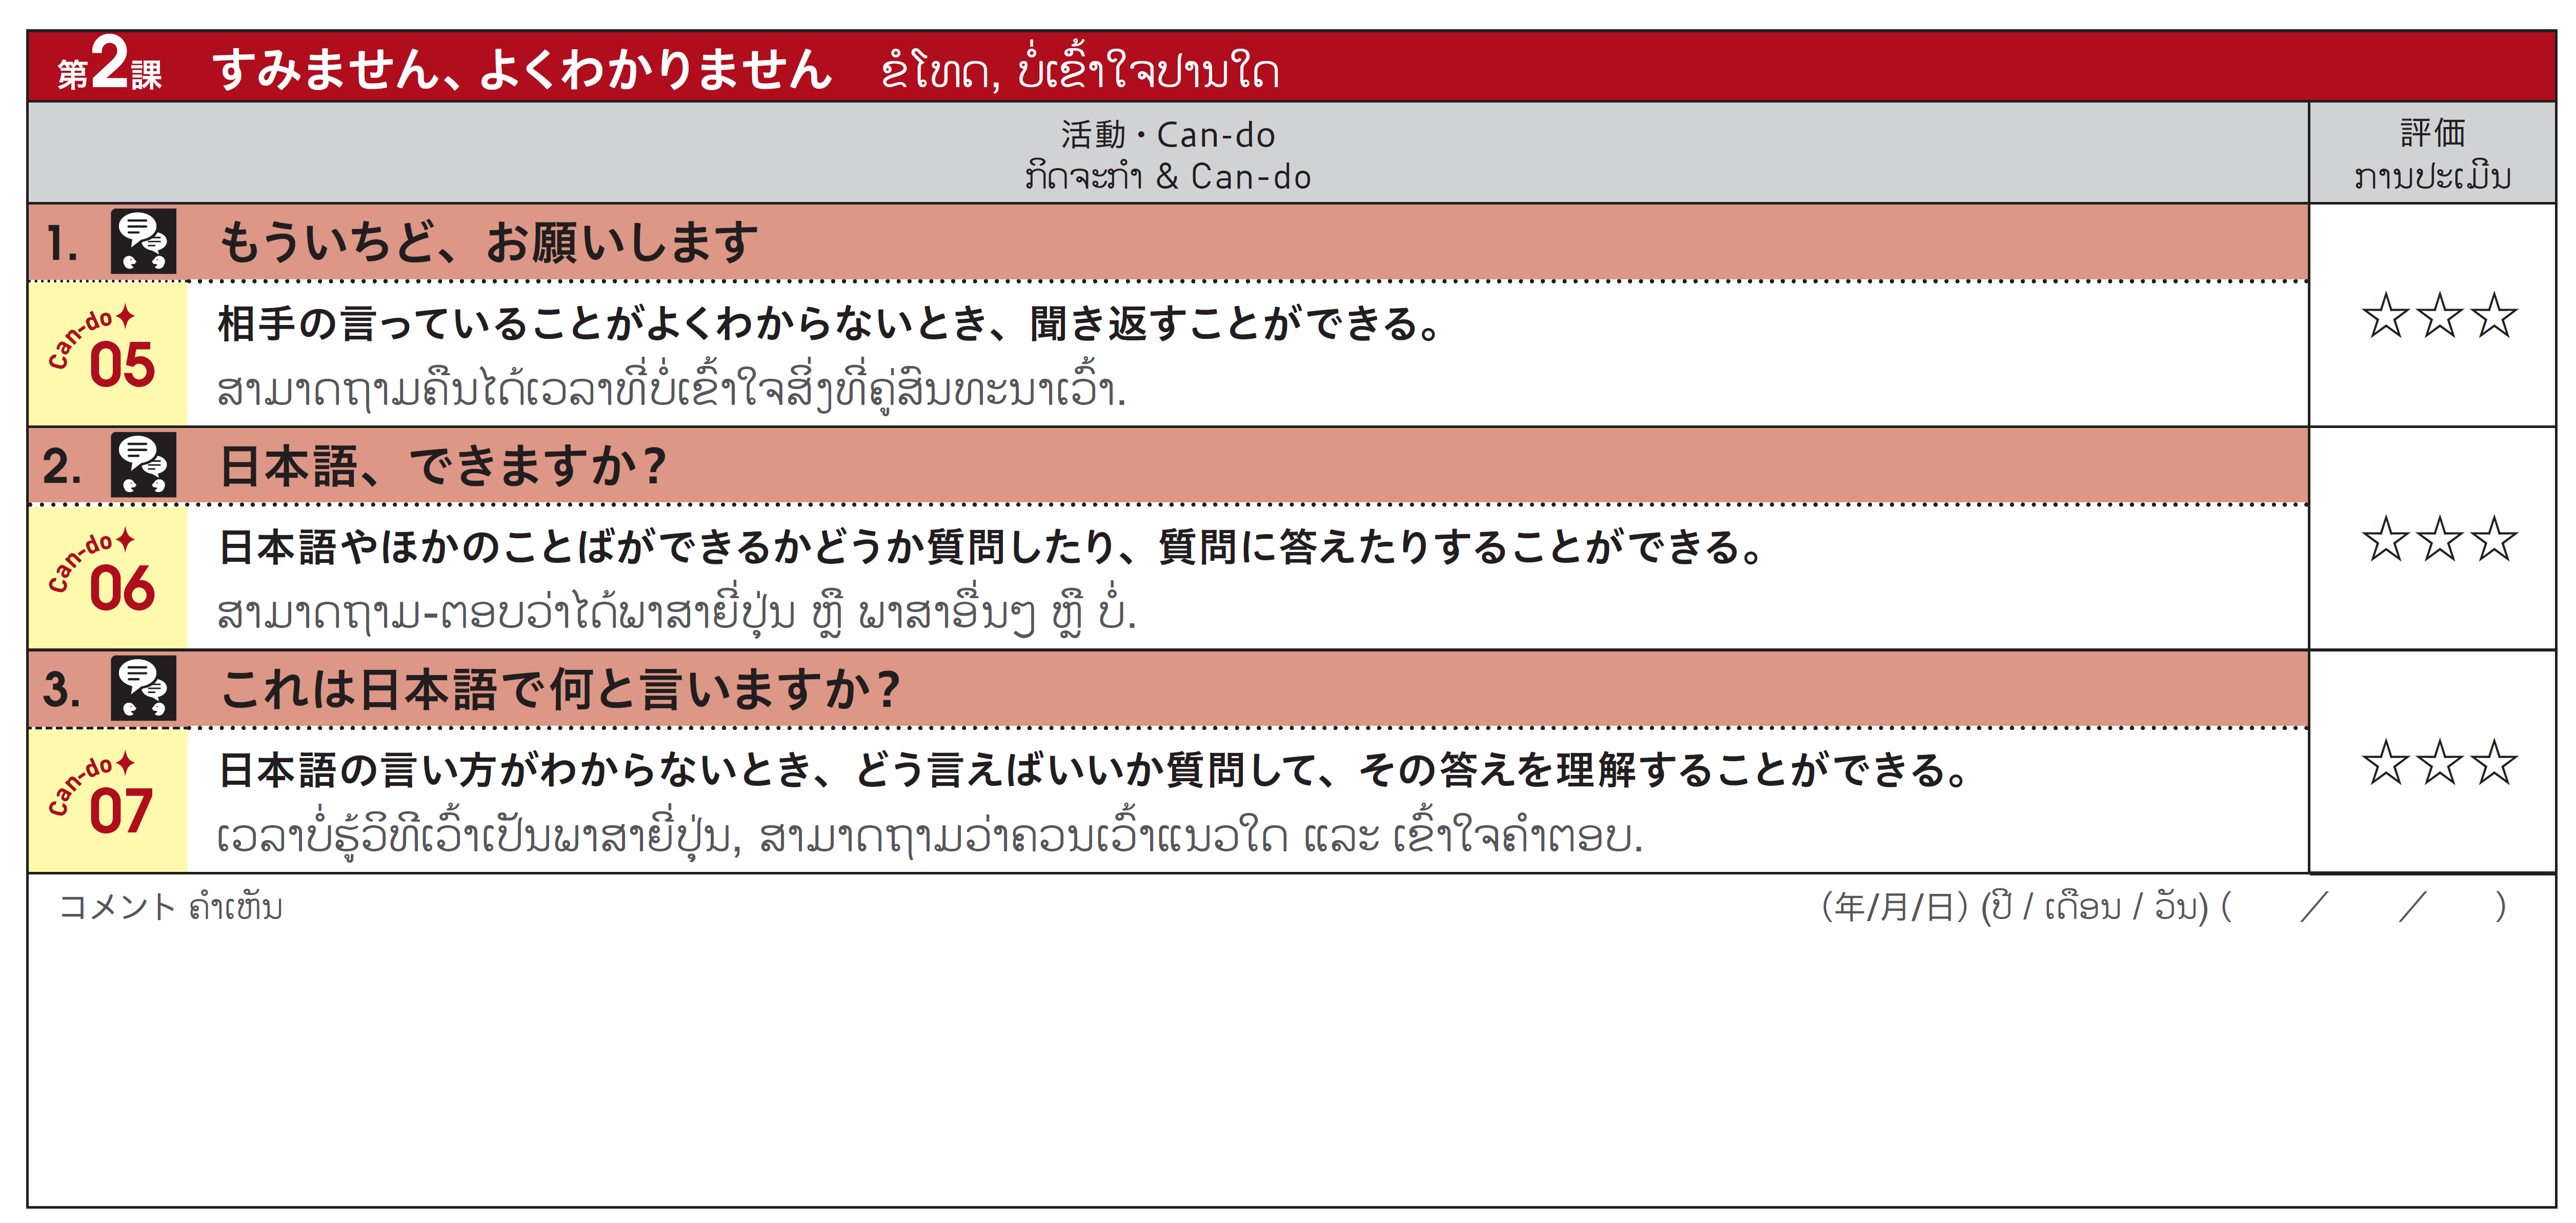 第2課 すみません、よくわかりません ຂໍໂທດ, ບໍ່ເຂົ້າໃຈປານໃດ
活動・Can-do
ກິດຈະກຳ & Can-do
評価
ການປະເມີນ
1. もういちど、お願いします
Can-do 05
相手の言っていることがよくわからないとき、聞き返すことができる。
ສາມາດຖາມຄືນໄດ້ເວລາທີ່ບໍ່ເຂົ້າໃຈສິ່ງທີ່ຄູ່ສົນທະນາເວົ້າ.
☆☆☆
2. 日本語、できますか？
Can-do 06
日本語やほかのことばができるかどうか質問したり、質問に答えたりすることができる。
ສາມາດຖາມ-ຕອບວ່າໄດ້ພາສາຍີ່ປຸ່ນ ຫຼື ພາສາອື່ນໆ ຫຼື ບໍ່.
☆☆☆
3. これは日本語で何と言いますか？
Can-do 07
日本語の言い方がわからないとき、どう言えばいいか質問して、その答えを理解することができる。
ເວລາບໍ່ຮູ້ວິທີເວົ້າເປັນພາສາຍີ່ປຸ່ນ, ສາມາດຖາມວ່າຄວນເວົ້າແນວໃດ ແລະ ເຂົ້າໃຈຄຳຕອບ.
☆☆☆
コメント ຄຳເຫັນ
（年/月/日）(ປີ / ເດືອນ / ວັນ)（ ／ ／ ）